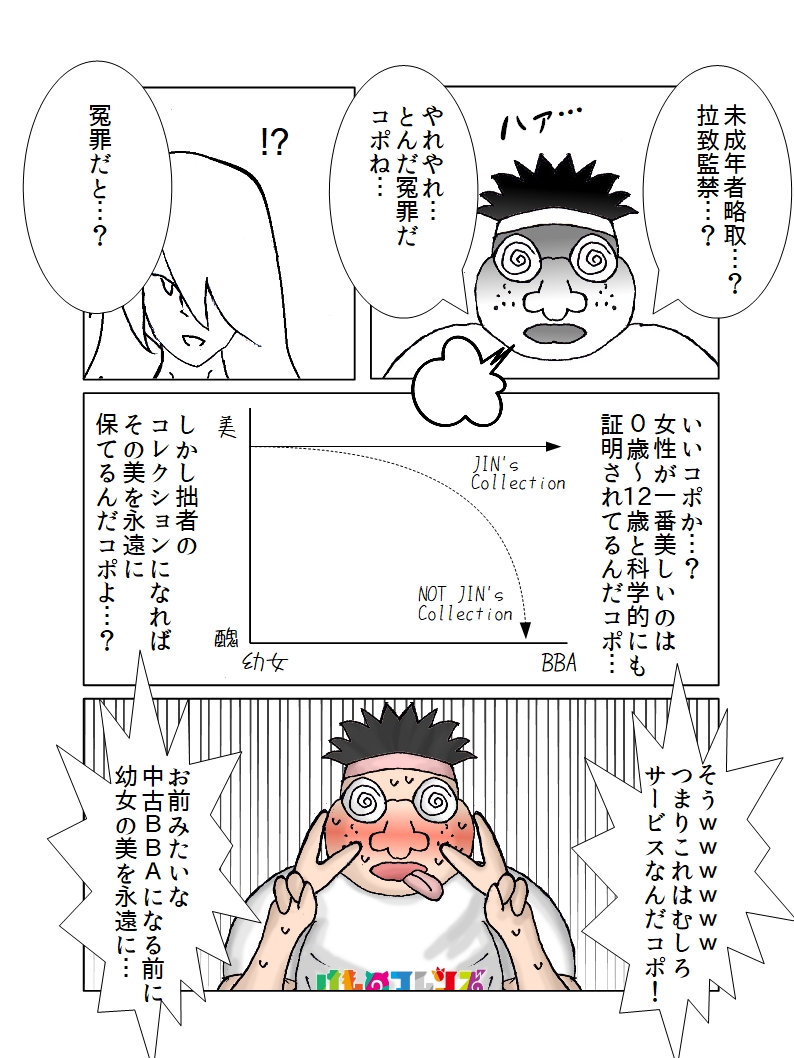 未成年者略取…？
拉致監禁…？
ハァ…
やれやれ…
とんだ冤罪だ
コポね…
!?
冤罪だと…？
いいコポか…？
女性が一番美しいのは
０歳～12歳と科学的にも
証明されてるんだコポ…
美
JIN's
Collection
NOT JIN's
Collection
醜
幼女
BBA
しかし拙者の
コレクションになれば
その美を永遠に
保てるんだコポよ…？
そうｗｗｗｗｗｗ
つまりこれはむしろ
サービスなんだコポ！
お前みたいな
中古ＢＢＡになる前に
幼女の美を永遠に…
けものフレンズ